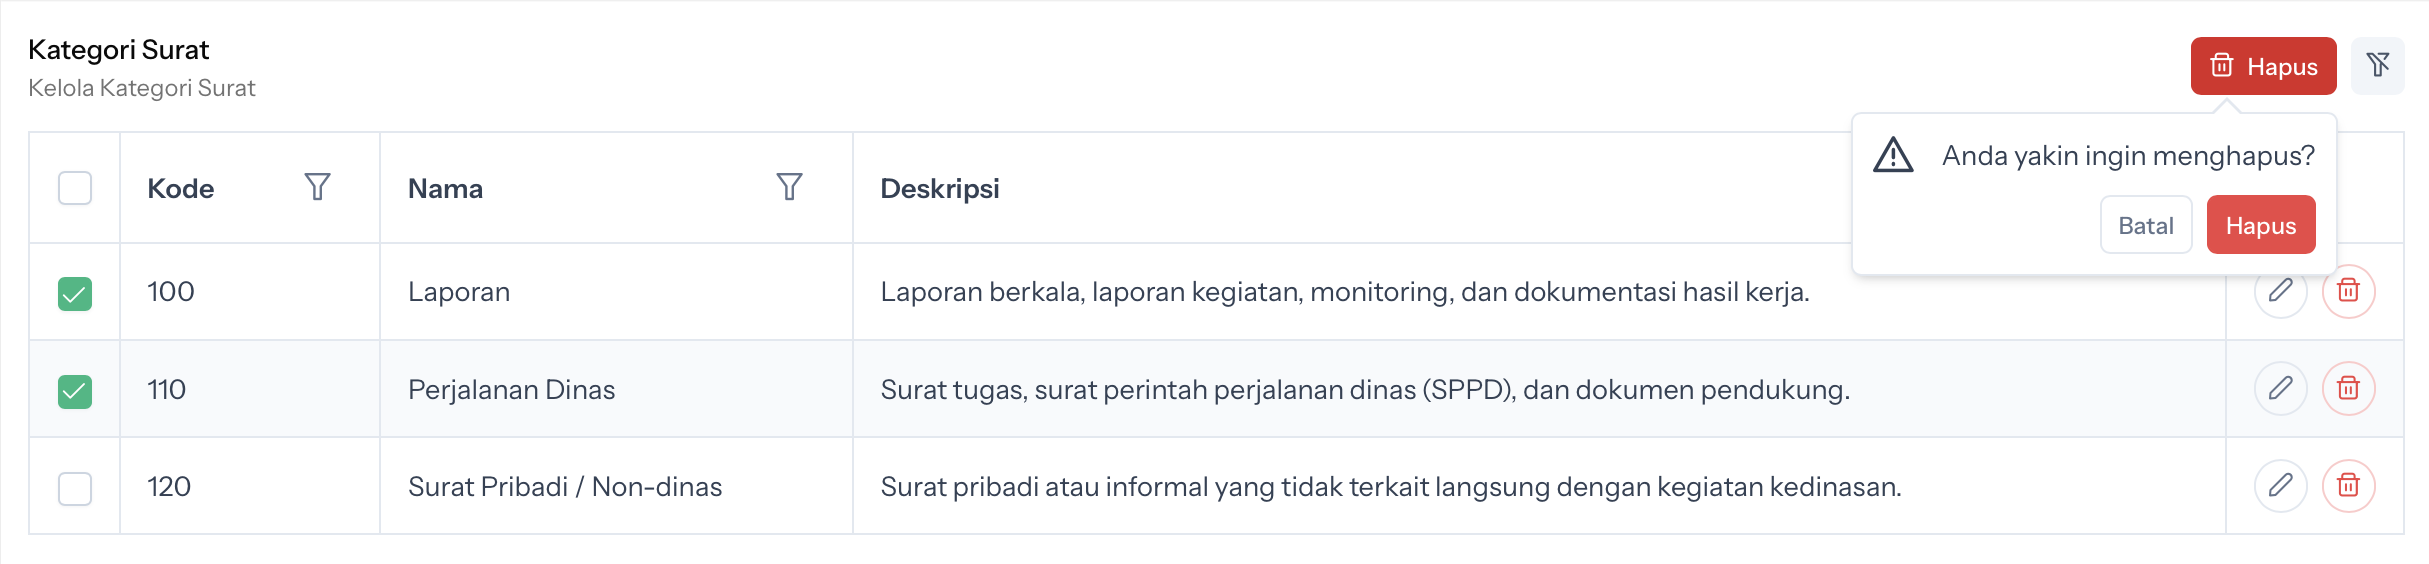 Kategori Surat
Kelola Kategori Surat
Hapus
Anda yakin ingin menghapus?
Batal Hapus
Kode Nama Deskripsi
100 Laporan Laporan berkala, laporan kegiatan, monitoring, dan dokumentasi hasil kerja.
110 Perjalanan Dinas Surat tugas, surat perintah perjalanan dinas (SPPD), dan dokumen pendukung.
120 Surat Pribadi / Non-dinas Surat pribadi atau informal yang tidak terkait langsung dengan kegiatan kedinasan.